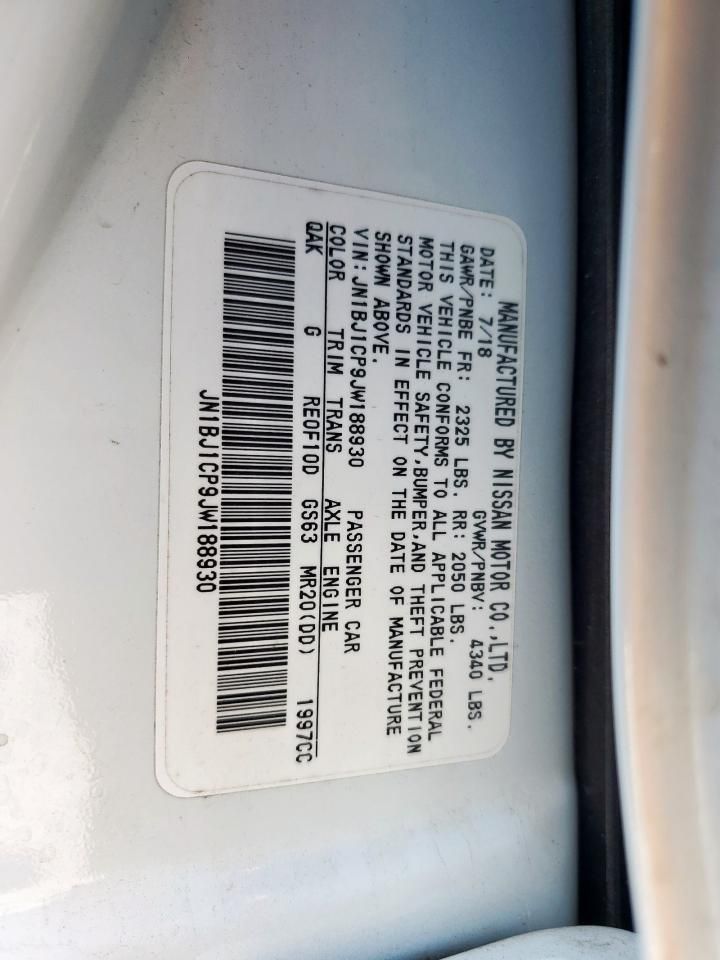 MANUFACTURED BY NISSAN MOTOR CO.,LTD.
DATE: 7/18 GVWR/PNBV: 4340 LBS.
GAWR/PNBE FR: 2325 LBS. RR: 2050 LBS.
THIS VEHICLE CONFORMS TO ALL APPLICABLE FEDERAL
MOTOR VEHICLE SAFETY,BUMPER,AND THEFT PREVENTION
STANDARDS IN EFFECT ON THE DATE OF MANUFACTURE
SHOWN ABOVE.
VIN:JN1BJ1CP9JW188930 PASSENGER CAR
COLOR TRIM TRANS AXLE ENGINE
QAK G REOF10D GS63 MR20(DD) 1997CC
JN1BJ1CP9JW188930